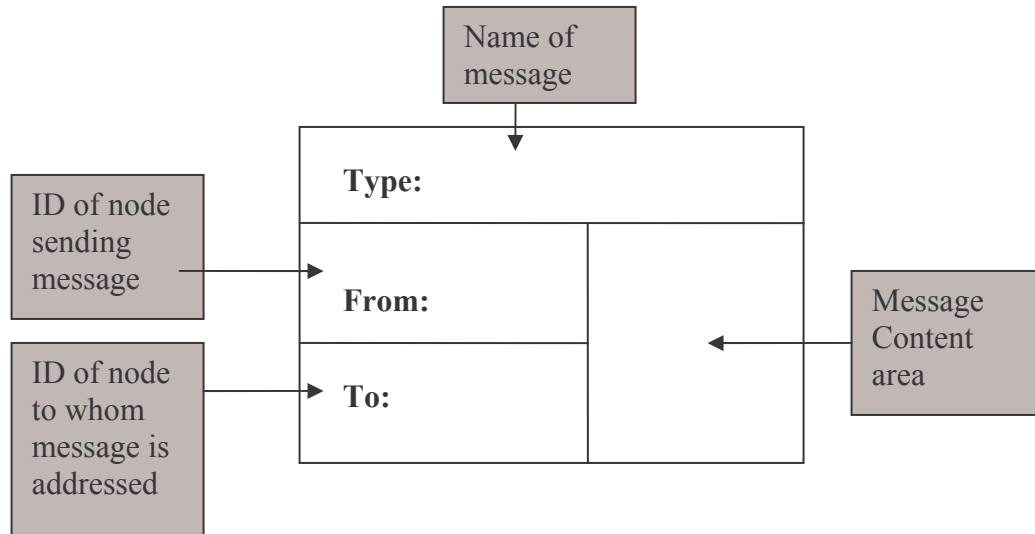 Name of
message
Type:
ID of node
sending
message
From:
Message
Content
area
ID of node
to whom
message is
addressed
To: